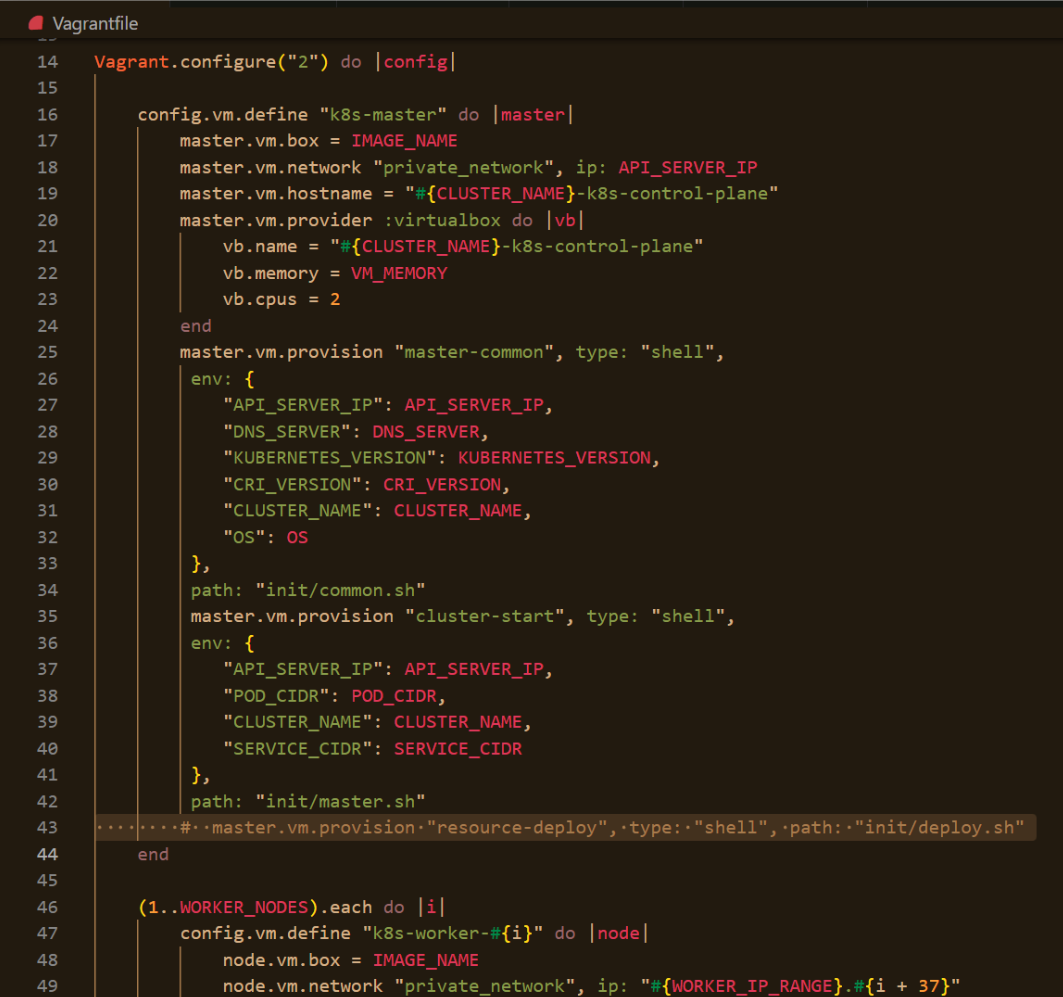 Vagrantfile
14 Vagrant.configure("2") do |config|
15
16 config.vm.define "k8s-master" do |master|
17 master.vm.box = IMAGE_NAME
18 master.vm.network "private_network", ip: API_SERVER_IP
19 master.vm.hostname = "#{CLUSTER_NAME}-k8s-control-plane"
20 master.vm.provider :virtualbox do |vb|
21 vb.name = "#{CLUSTER_NAME}-k8s-control-plane"
22 vb.memory = VM_MEMORY
23 vb.cpus = 2
24 end
25 master.vm.provision "master-common", type: "shell",
26 env: {
27 "API_SERVER_IP": API_SERVER_IP,
28 "DNS_SERVER": DNS_SERVER,
29 "KUBERNETES_VERSION": KUBERNETES_VERSION,
30 "CRI_VERSION": CRI_VERSION,
31 "CLUSTER_NAME": CLUSTER_NAME,
32 "OS": OS
33 },
34 path: "init/common.sh"
35 master.vm.provision "cluster-start", type: "shell",
36 env: {
37 "API_SERVER_IP": API_SERVER_IP,
38 "POD_CIDR": POD_CIDR,
39 "CLUSTER_NAME": CLUSTER_NAME,
40 "SERVICE_CIDR": SERVICE_CIDR
41 },
42 path: "init/master.sh"
43 ········#··master.vm.provision·"resource-deploy",·type:·"shell",·path:·"init/deploy.sh"
44 end
45
46 (1..WORKER_NODES).each do |i|
47 config.vm.define "k8s-worker-#{i}" do |node|
48 node.vm.box = IMAGE_NAME
49 node.vm.network "private_network", ip: "#{WORKER_IP_RANGE}.#{i + 37}"